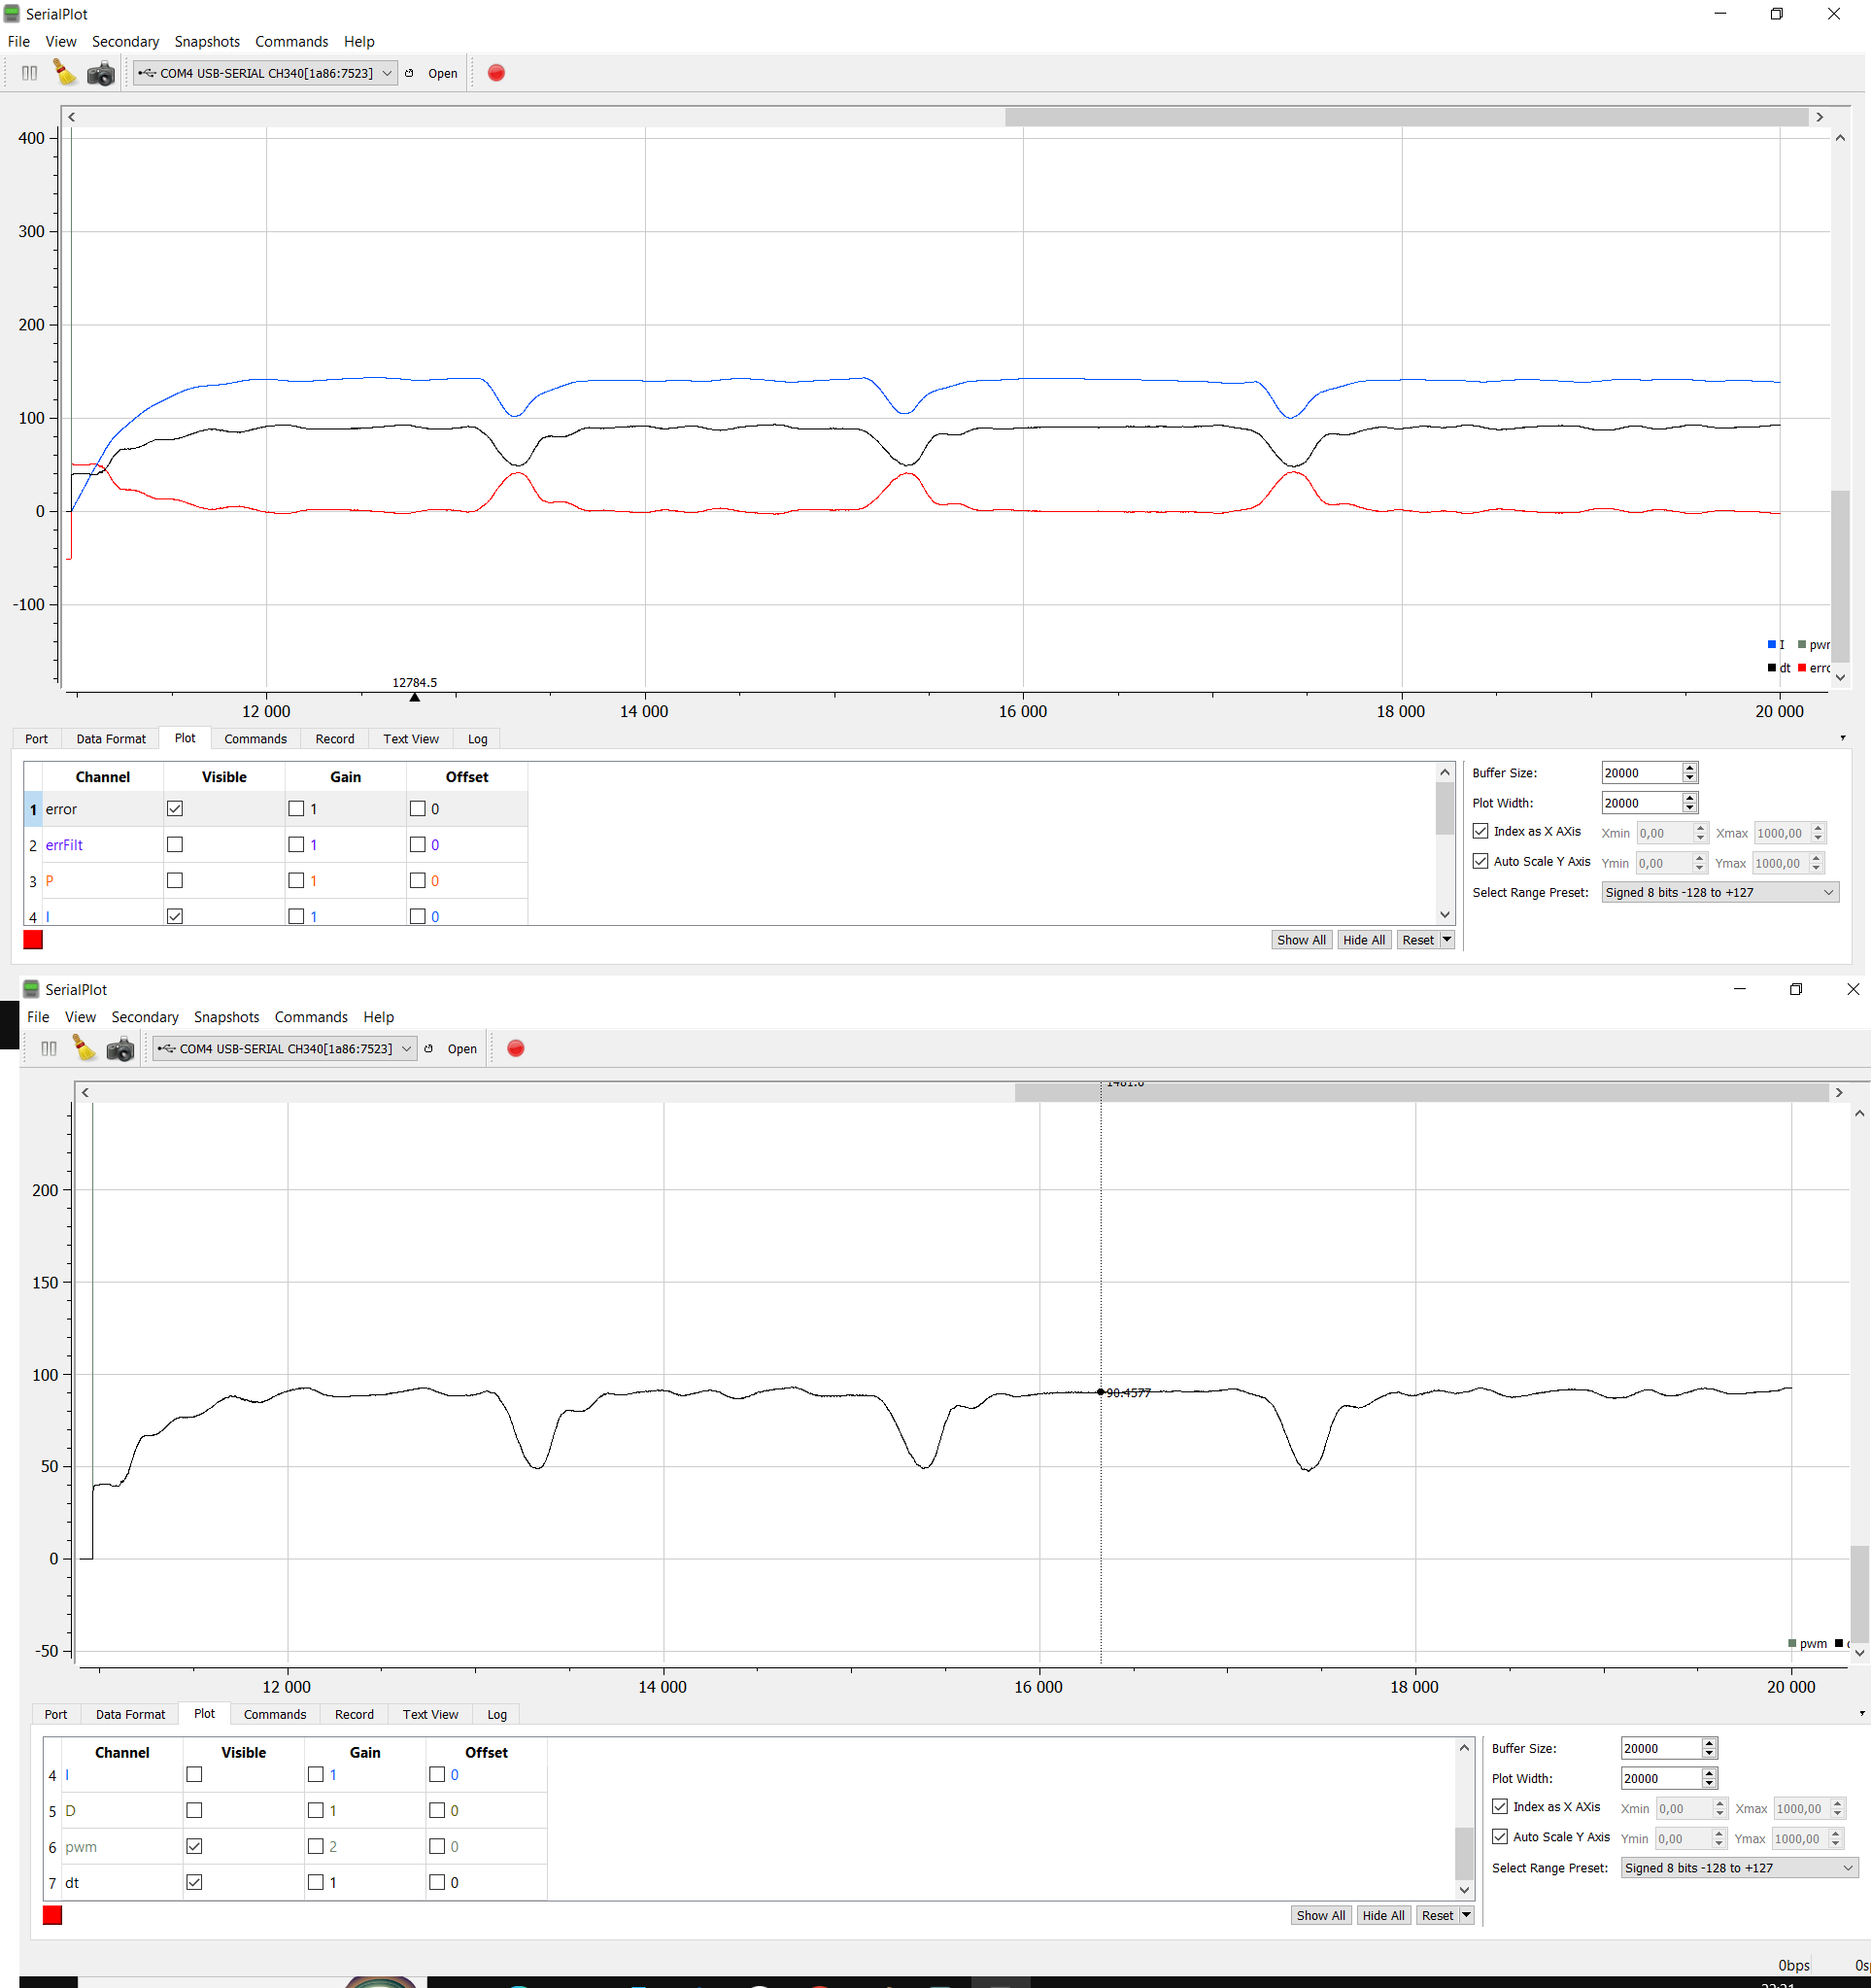 SerialPlot
File View Secondary Snapshots Commands Help
COM4 USB-SERIAL CH340[1a86:7523] Open
400
300
200
100
0
-100
I pwr
dt erro
12784.5
12 000 14 000 16 000 18 000 20 000
Port Data Format Plot Commands Record Text View Log
Channel Visible Gain Offset
1 error 1 0
2 errFilt 1 0
3 P 1 0
4 I 1 0
Buffer Size: 20000
Plot Width: 20000
Index as X AXis Xmin 0,00 Xmax 1000,00
Auto Scale Y Axis Ymin 0,00 Ymax 1000,00
Select Range Preset: Signed 8 bits -128 to +127
Show All Hide All Reset
SerialPlot
File View Secondary Snapshots Commands Help
COM4 USB-SERIAL CH340[1a86:7523] Open
200
150
100
90.4577
50
0
-50
pwm
12 000 14 000 16 000 18 000 20 000
Port Data Format Plot Commands Record Text View Log
Channel Visible Gain Offset
4 I 1 0
5 D 1 0
6 pwm 2 0
7 dt 1 0
Buffer Size: 20000
Plot Width: 20000
Index as X AXis Xmin 0,00 Xmax 1000,00
Auto Scale Y Axis Ymin 0,00 Ymax 1000,00
Select Range Preset: Signed 8 bits -128 to +127
Show All Hide All Reset
0bps 0s